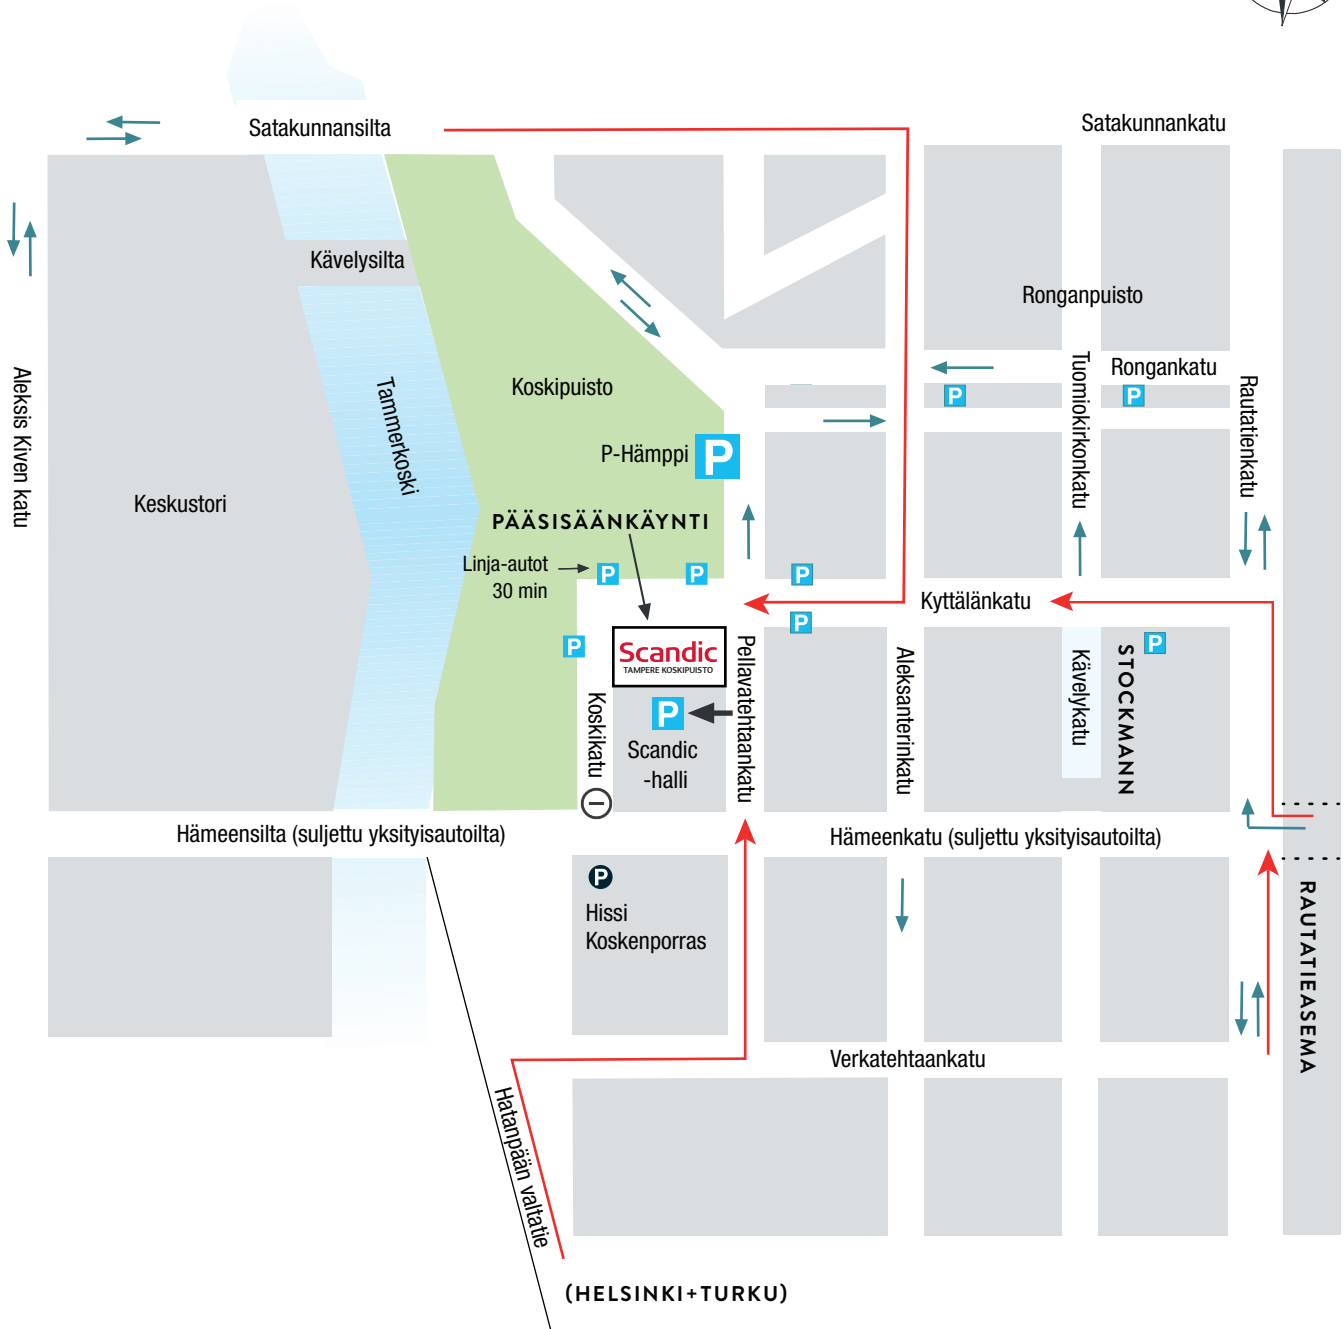 Satakunnansilta
Satakunnankatu
Kävelysilta
Ronganpuisto
Aleksis Kiven katu
Tammerkoski
Koskipuisto
Tuomiokirkonkatu
Rongankatu
Rautatienkatu
P
P
P-Hämppi
P
Keskustori
PÄÄSISÄÄNKÄYNTI
Linja-autot
30 min
P
P
P
Kyttälänkatu
P
P
Scandic
TAMPERE KOSKIPUISTO
Pellavatehtaankatu
Aleksanterinkatu
Kävelykatu
STOCKMANN
P
Koskikatu
P
Scandic
-halli
Hämeensilta (suljettu yksityisautoilta)
Hämeenkatu (suljettu yksityisautoilta)
P
Hissi
Koskenporras
RAUTATIEASEMA
Verkatehtaankatu
Hatanpään valtatie
(HELSINKI+TURKU)